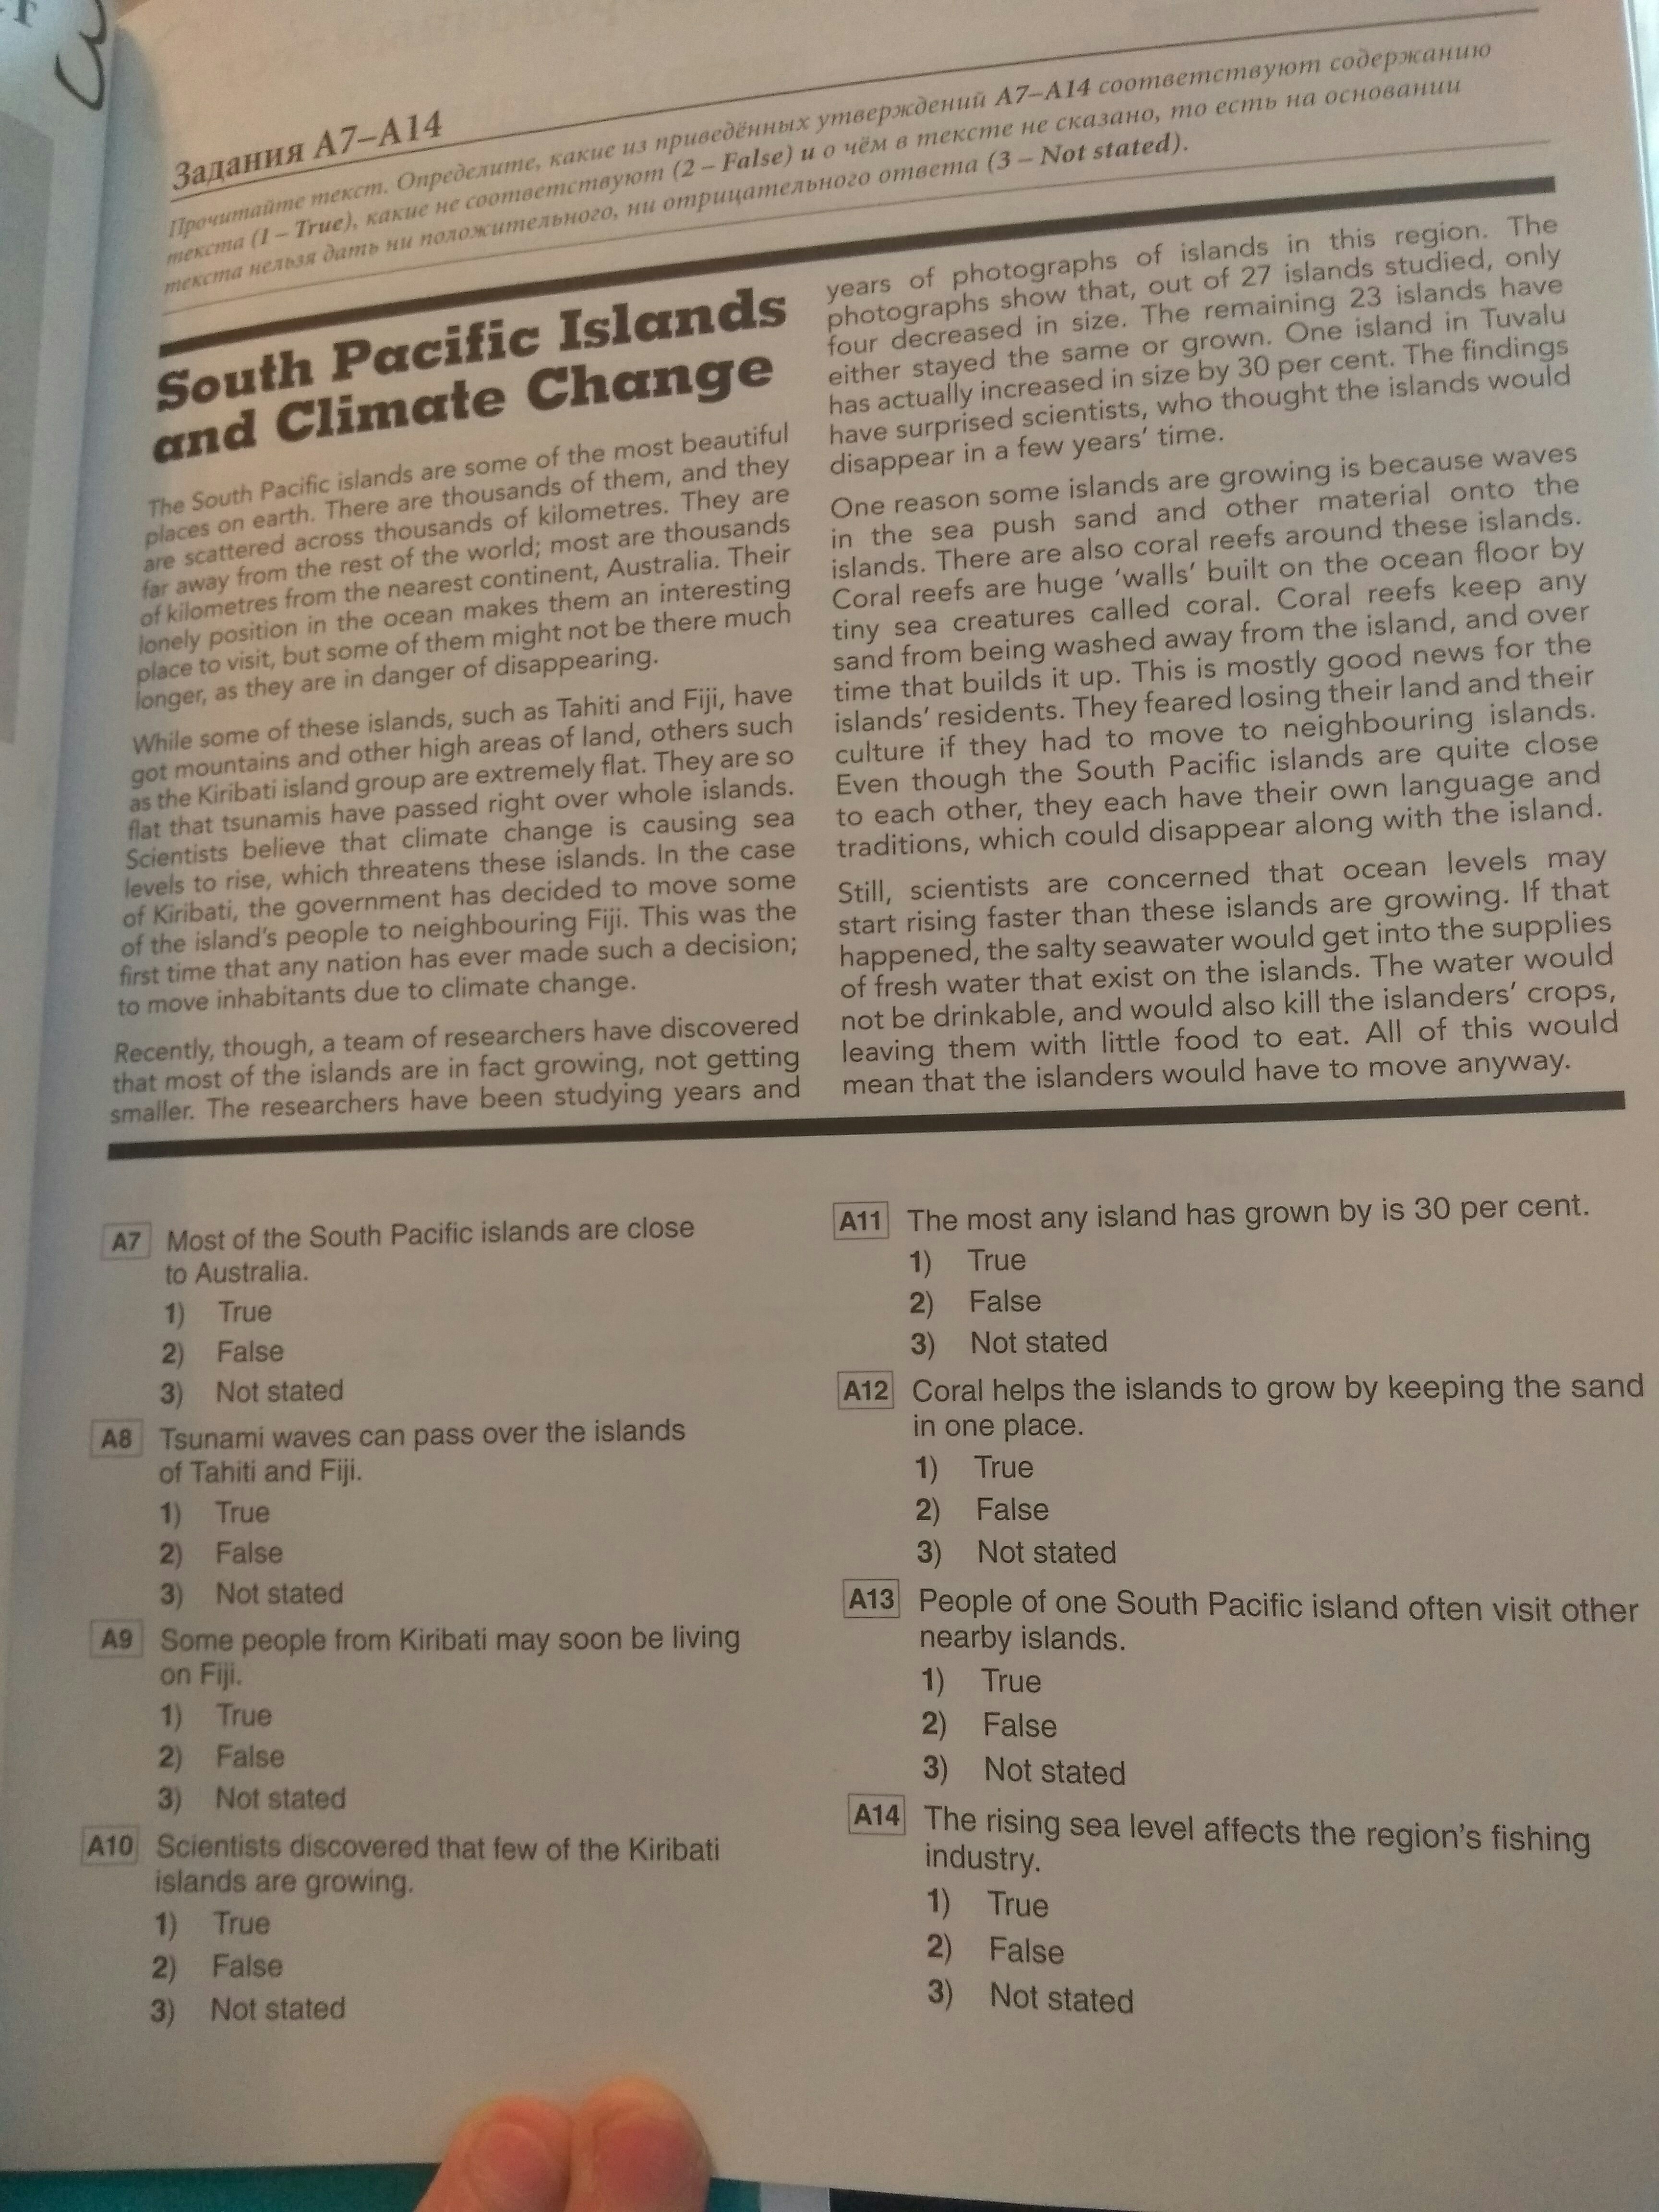 Задания А7–А14
Прочитайте текст. Определите, какие из приведённых утверждений А7–А14 соответствуют содержанию
текста (1 – True), какие не соответствуют (2 – False) и о чём в тексте не сказано, то есть на основании
текста нельзя дать ни положительного, ни отрицательного ответа (3 – Not stated).
South Pacific Islands
and Climate Change
The South Pacific islands are some of the most beautiful
places on earth. There are thousands of them, and they
are scattered across thousands of kilometres. They are
far away from the rest of the world; most are thousands
of kilometres from the nearest continent, Australia. Their
lonely position in the ocean makes them an interesting
place to visit, but some of them might not be there much
longer, as they are in danger of disappearing.
While some of these islands, such as Tahiti and Fiji, have
got mountains and other high areas of land, others such
as the Kiribati island group are extremely flat. They are so
flat that tsunamis have passed right over whole islands.
Scientists believe that climate change is causing sea
levels to rise, which threatens these islands. In the case
of Kiribati, the government has decided to move some
of the island's people to neighbouring Fiji. This was the
first time that any nation has ever made such a decision;
to move inhabitants due to climate change.
Recently, though, a team of researchers have discovered
that most of the islands are in fact growing, not getting
smaller. The researchers have been studying years and
years of photographs of islands in this region. The
photographs show that, out of 27 islands studied, only
four decreased in size. The remaining 23 islands have
either stayed the same or grown. One island in Tuvalu
has actually increased in size by 30 per cent. The findings
have surprised scientists, who thought the islands would
disappear in a few years' time.
One reason some islands are growing is because waves
in the sea push sand and other material onto the
islands. There are also coral reefs around these islands.
Coral reefs are huge 'walls' built on the ocean floor by
tiny sea creatures called coral. Coral reefs keep any
sand from being washed away from the island, and over
time that builds it up. This is mostly good news for the
islands' residents. They feared losing their land and their
culture if they had to move to neighbouring islands.
Even though the South Pacific islands are quite close
to each other, they each have their own language and
traditions, which could disappear along with the island.
Still, scientists are concerned that ocean levels may
start rising faster than these islands are growing. If that
happened, the salty seawater would get into the supplies
of fresh water that exist on the islands. The water would
not be drinkable, and would also kill the islanders' crops,
leaving them with little food to eat. All of this would
mean that the islanders would have to move anyway.
A7 Most of the South Pacific islands are close
to Australia.
1) True
2) False
3) Not stated
A8 Tsunami waves can pass over the islands
of Tahiti and Fiji.
1) True
2) False
3) Not stated
A9 Some people from Kiribati may soon be living
on Fiji.
1) True
2) False
3) Not stated
A10 Scientists discovered that few of the Kiribati
islands are growing.
1) True
2) False
3) Not stated
A11 The most any island has grown by is 30 per cent.
1) True
2) False
3) Not stated
A12 Coral helps the islands to grow by keeping the sand
in one place.
1) True
2) False
3) Not stated
A13 People of one South Pacific island often visit other
nearby islands.
1) True
2) False
3) Not stated
A14 The rising sea level affects the region's fishing
industry.
1) True
2) False
3) Not stated